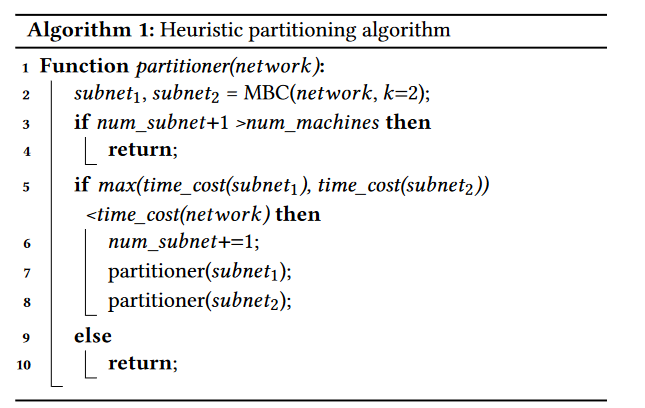 Algorithm 1: Heuristic partitioning algorithm
1 Function partitioner(network):
2 subnet₁, subnet₂ = MBC(network, k=2);
3 if num_subnet+1 >num_machines then
4 return;
5 if max(time_cost(subnet₁), time_cost(subnet₂))
<time_cost(network) then
6 num_subnet+=1;
7 partitioner(subnet₁);
8 partitioner(subnet₂);
9 else
10 return;